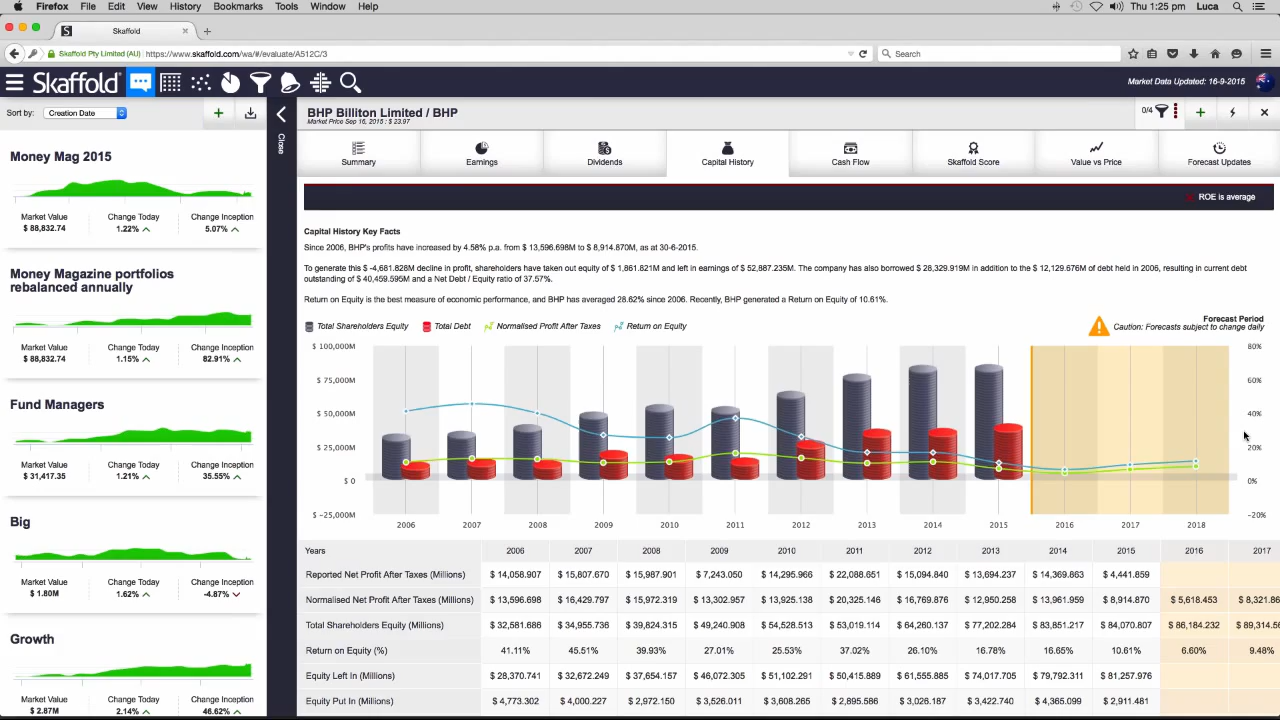 Firefox File Edit View History Bookmarks Tools Window Help Thu 1:25 pm Luca
Skaffold
Skaffold Pty Limited (AU) https://www.skaffold.com/wa/#/evaluate/A512C/3 Search
Skaffold Market Data Updated: 16-9-2015
Sort by: Creation Date
Close
Money Mag 2015
Market Value Change Today Change Inception
$ 88,832.74 1.22% 5.07%
Money Magazine portfolios
rebalanced annually
Market Value Change Today Change Inception
$ 88,832.74 1.15% 82.91%
Fund Managers
Market Value Change Today Change Inception
$ 31,417.35 1.21% 35.55%
Big
Market Value Change Today Change Inception
$ 1.80M 1.62% -4.87%
Growth
Market Value Change Today Change Inception
$ 2.87M 2.14% 46.62%
BHP Billiton Limited / BHP
Market Price Sep 16, 2015 : $ 23.97
0/4
Summary Earnings Dividends Capital History Cash Flow Skaffold Score Value vs Price Forecast Updates
ROE is average
Capital History Key Facts
Since 2006, BHP's profits have increased by 4.58% p.a. from $ 13,596.698M to $ 8,914.870M, as at 30-6-2015.
To generate this $ -4,681.828M decline in profit, shareholders have taken out equity of $ 1,861.821M and left in earnings of $ 52,887.235M. The company has also borrowed $ 28,329.919M in addition to the $ 12,129.676M of debt held in 2006, resulting in current debt
outstanding of $ 40,459.595M and a Net Debt / Equity ratio of 37.57%.
Return on Equity is the best measure of economic performance, and BHP has averaged 28.62% since 2006. Recently, BHP generated a Return on Equity of 10.61%.
Total Shareholders Equity Total Debt Normalised Profit After Taxes Return on Equity
Forecast Period
Caution: Forecasts subject to change daily
$ 100,000M 80%
$ 75,000M 60%
$ 50,000M 40%
$ 25,000M 20%
$ 0 0%
$ -25,000M -20%
2006 2007 2008 2009 2010 2011 2012 2013 2014 2015 2016 2017 2018
Years 2006 2007 2008 2009 2010 2011 2012 2013 2014 2015 2016 2017
Reported Net Profit After Taxes (Millions) $ 14,058.907 $ 15,807.670 $ 15,987.901 $ 7,243.050 $ 14,295.966 $ 22,088.651 $ 15,094.840 $ 13,694.237 $ 14,369.863 $ 4,441.859
Normalised Net Profit After Taxes (Millions) $ 13,596.698 $ 16,429.797 $ 15,972.319 $ 13,302.957 $ 13,925.138 $ 20,325.146 $ 16,769.876 $ 12,950.258 $ 13,961.959 $ 8,914.870 $ 5,618.453 $ 8,321.86
Total Shareholders Equity (Millions) $ 32,581.686 $ 34,955.736 $ 39,824.315 $ 49,240.908 $ 54,528.513 $ 53,019.114 $ 64,260.137 $ 77,202.284 $ 83,851.217 $ 84,070.807 $ 86,184.232 $ 89,314.56
Return on Equity (%) 41.11% 45.51% 39.93% 27.01% 25.53% 37.02% 26.10% 16.78% 16.65% 10.61% 6.60% 9.48%
Equity Left In (Millions) $ 28,370.741 $ 32,672.249 $ 37,654.157 $ 46,072.305 $ 51,102.291 $ 50,415.889 $ 61,555.885 $ 74,017.705 $ 79,792.311 $ 81,257.976
Equity Put In (Millions) $ 4,773.302 $ 4,000.227 $ 2,972.150 $ 3,526.011 $ 3,608.265 $ 2,895.586 $ 3,026.187 $ 3,422.740 $ 4,365.099 $ 2,911.481